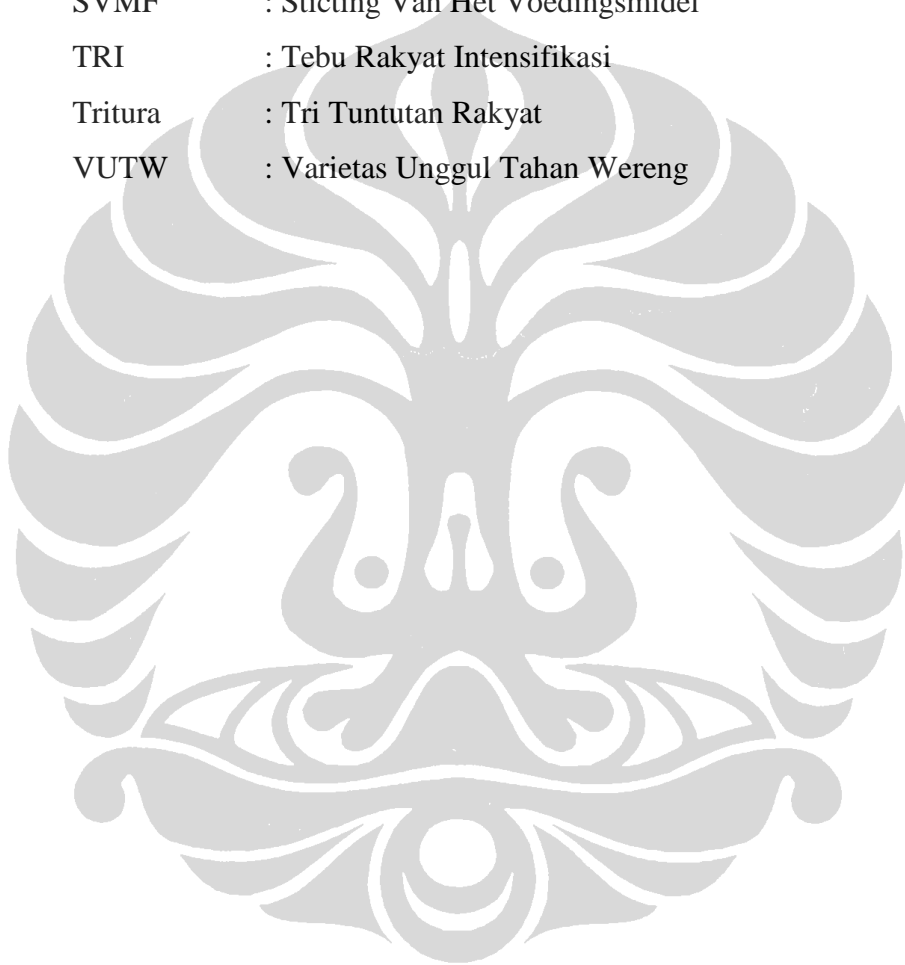 SVMF : Sticting Van Het Voedingsmidel
TRI : Tebu Rakyat Intensifikasi
Tritura : Tri Tuntutan Rakyat
VUTW : Varietas Unggul Tahan Wereng